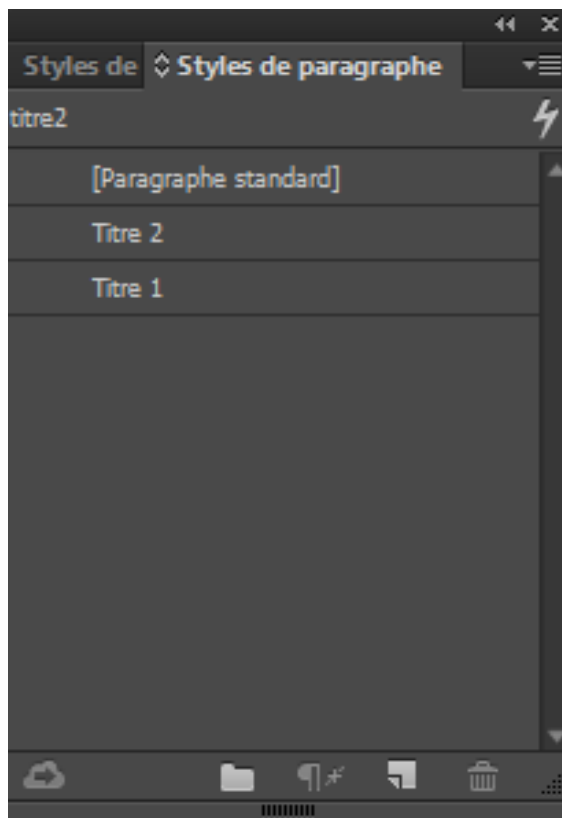 Styles de Styles de paragraphe
titre2
[Paragraphe standard]
Titre 2
Titre 1